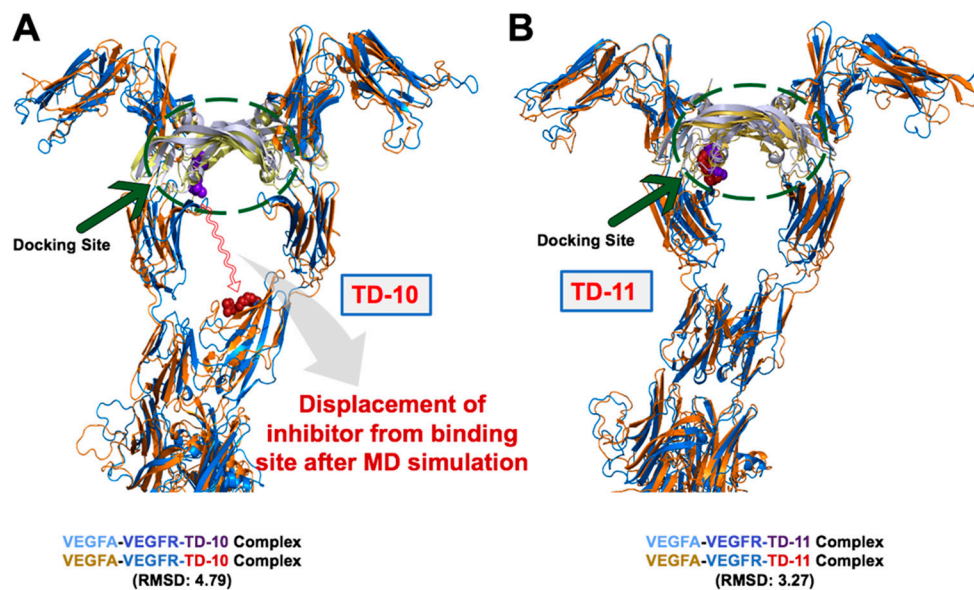 A
Docking Site
TD-10
Displacement of
inhibitor from binding
site after MD simulation
VEGFA-VEGFR-TD-10 Complex
VEGFA-VEGFR-TD-10 Complex
(RMSD: 4.79)
B
Docking Site
TD-11
VEGFA-VEGFR-TD-11 Complex
VEGFA-VEGFR-TD-11 Complex
(RMSD: 3.27)